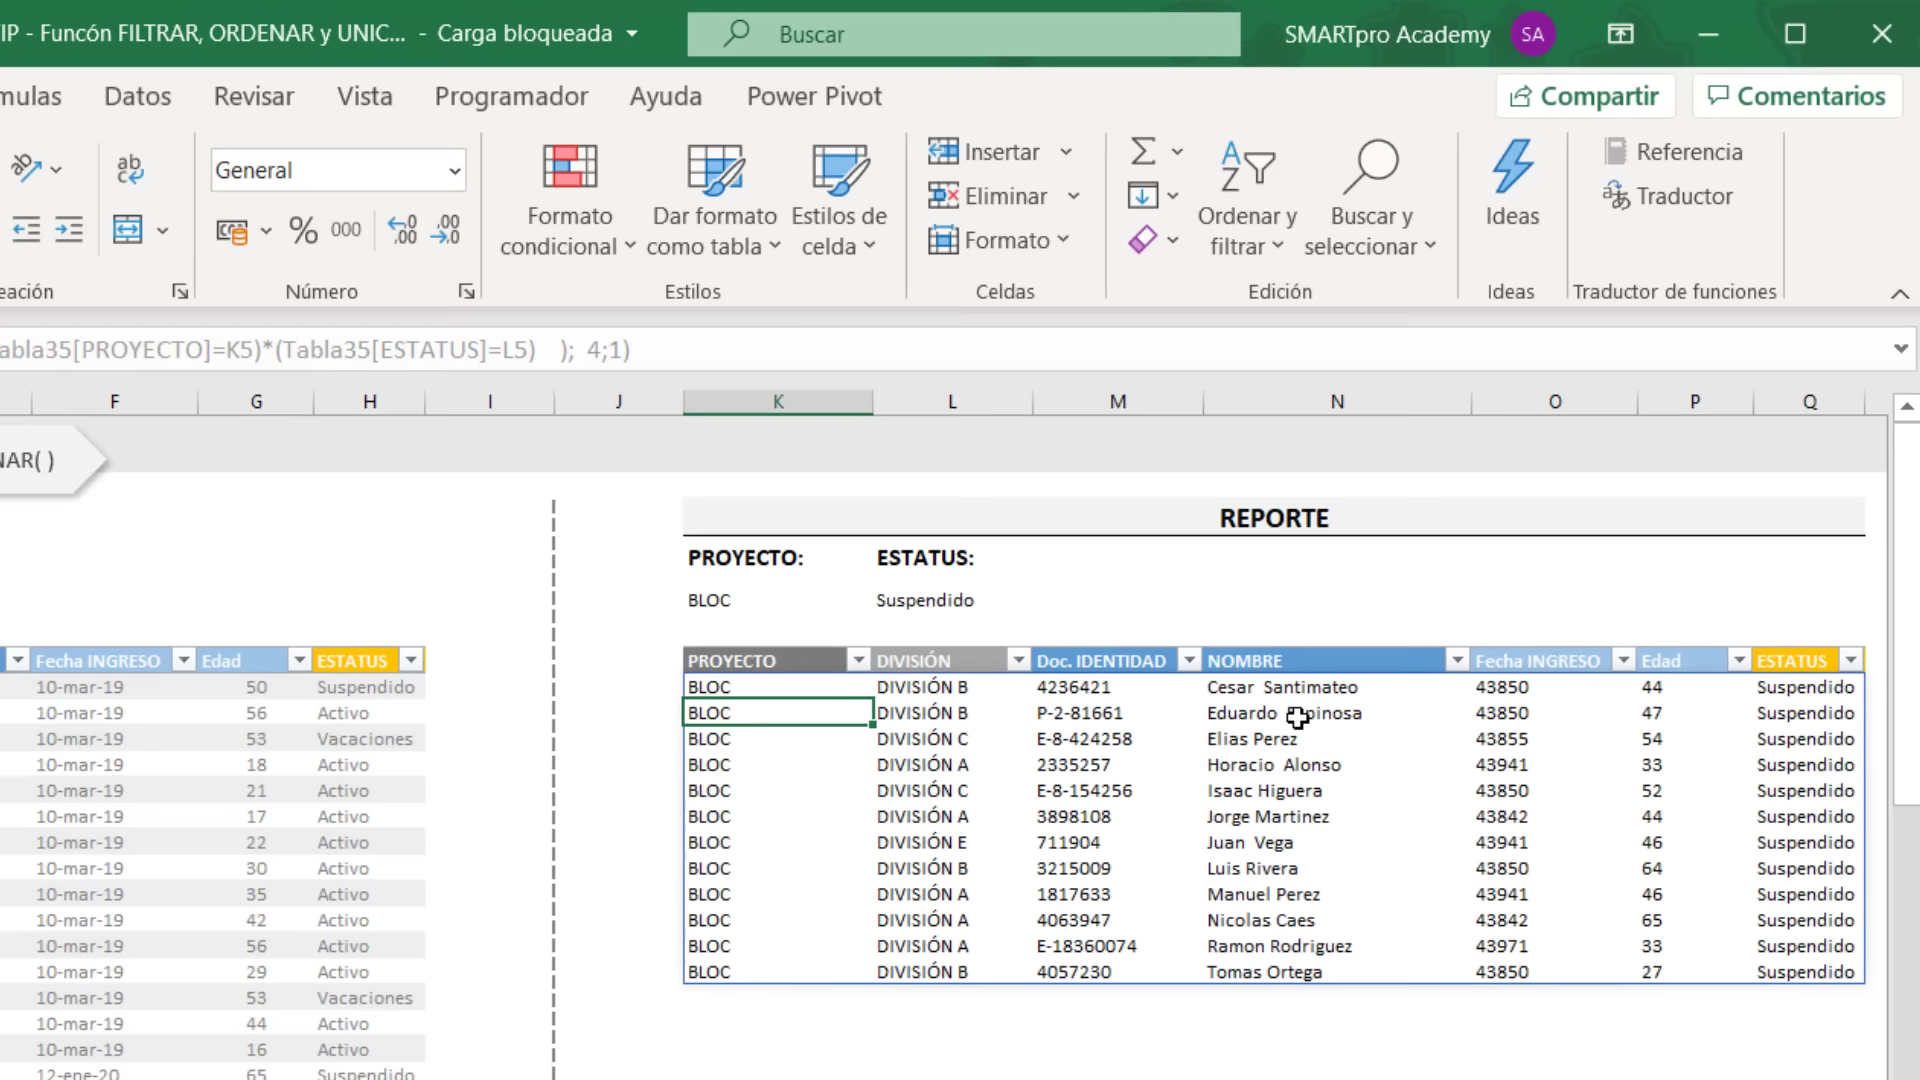 IP - Funcón FILTRAR, ORDENAR y UNIC... - Carga bloqueada
Buscar
SMARTpro Academy SA
mulas Datos Revisar Vista Programador Ayuda Power Pivot
Compartir Comentarios
General
% 000
Formato condicional
Dar formato como tabla
Estilos de celda
Insertar
Eliminar
Formato
Ordenar y filtrar
Buscar y seleccionar
Ideas
Referencia
Traductor
eación Número Estilos Celdas Edición Ideas Traductor de funciones
abla35[PROYECTO]=K5)*(Tabla35[ESTATUS]=L5) ); 4;1)
F G H I J K L M N O P Q
NAR( )
REPORTE
PROYECTO: ESTATUS:
BLOC Suspendido
Fecha INGRESO Edad ESTATUS
10-mar-19 50 Suspendido
10-mar-19 56 Activo
10-mar-19 53 Vacaciones
10-mar-19 18 Activo
10-mar-19 21 Activo
10-mar-19 17 Activo
10-mar-19 22 Activo
10-mar-19 30 Activo
10-mar-19 35 Activo
10-mar-19 42 Activo
10-mar-19 56 Activo
10-mar-19 29 Activo
10-mar-19 53 Vacaciones
10-mar-19 44 Activo
10-mar-19 16 Activo
12-ene-20 65 Suspendido
PROYECTO DIVISIÓN Doc. IDENTIDAD NOMBRE Fecha INGRESO Edad ESTATUS
BLOC DIVISIÓN B 4236421 Cesar Santimateo 43850 44 Suspendido
BLOC DIVISIÓN B P-2-81661 Eduardo 43850 47 Suspendido
BLOC DIVISIÓN C E-8-424258 Elias Perez 43855 54 Suspendido
BLOC DIVISIÓN A 2335257 Horacio Alonso 43941 33 Suspendido
BLOC DIVISIÓN C E-8-154256 Isaac Higuera 43850 52 Suspendido
BLOC DIVISIÓN A 3898108 Jorge Martinez 43842 44 Suspendido
BLOC DIVISIÓN E 711904 Juan Vega 43941 46 Suspendido
BLOC DIVISIÓN B 3215009 Luis Rivera 43850 64 Suspendido
BLOC DIVISIÓN A 1817633 Manuel Perez 43941 46 Suspendido
BLOC DIVISIÓN A 4063947 Nicolas Caes 43842 65 Suspendido
BLOC DIVISIÓN A E-18360074 Ramon Rodriguez 43971 33 Suspendido
BLOC DIVISIÓN B 4057230 Tomas Ortega 43850 27 Suspendido